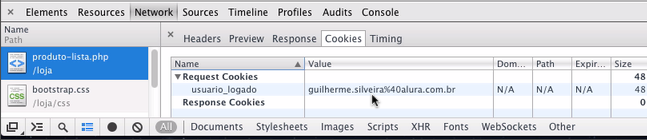 Elements Resources Network Sources Timeline Profiles Audits Console
Name
Path
× Headers Preview Response Cookies Timing
produto-lista.php
/loja
bootstrap.css
/loja/css
CSS
Name Value Dom... Path Expir... Size
Request Cookies 48
usuario_logado guilherme.silveira%40alura.com.br N/A N/A N/A 48
Response Cookies 0
All Documents Stylesheets Images Scripts XHR Fonts WebSockets Other